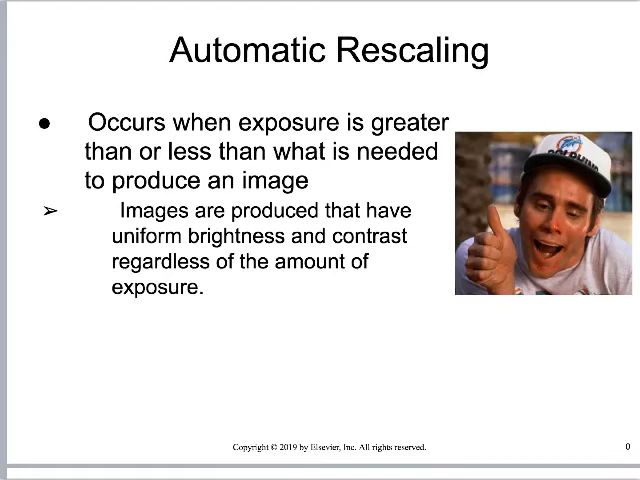 Automatic Rescaling
● Occurs when exposure is greater
than or less than what is needed
to produce an image
➢ Images are produced that have
uniform brightness and contrast
regardless of the amount of
exposure.
Copyright © 2019 by Elsevier, Inc. All rights reserved.
0